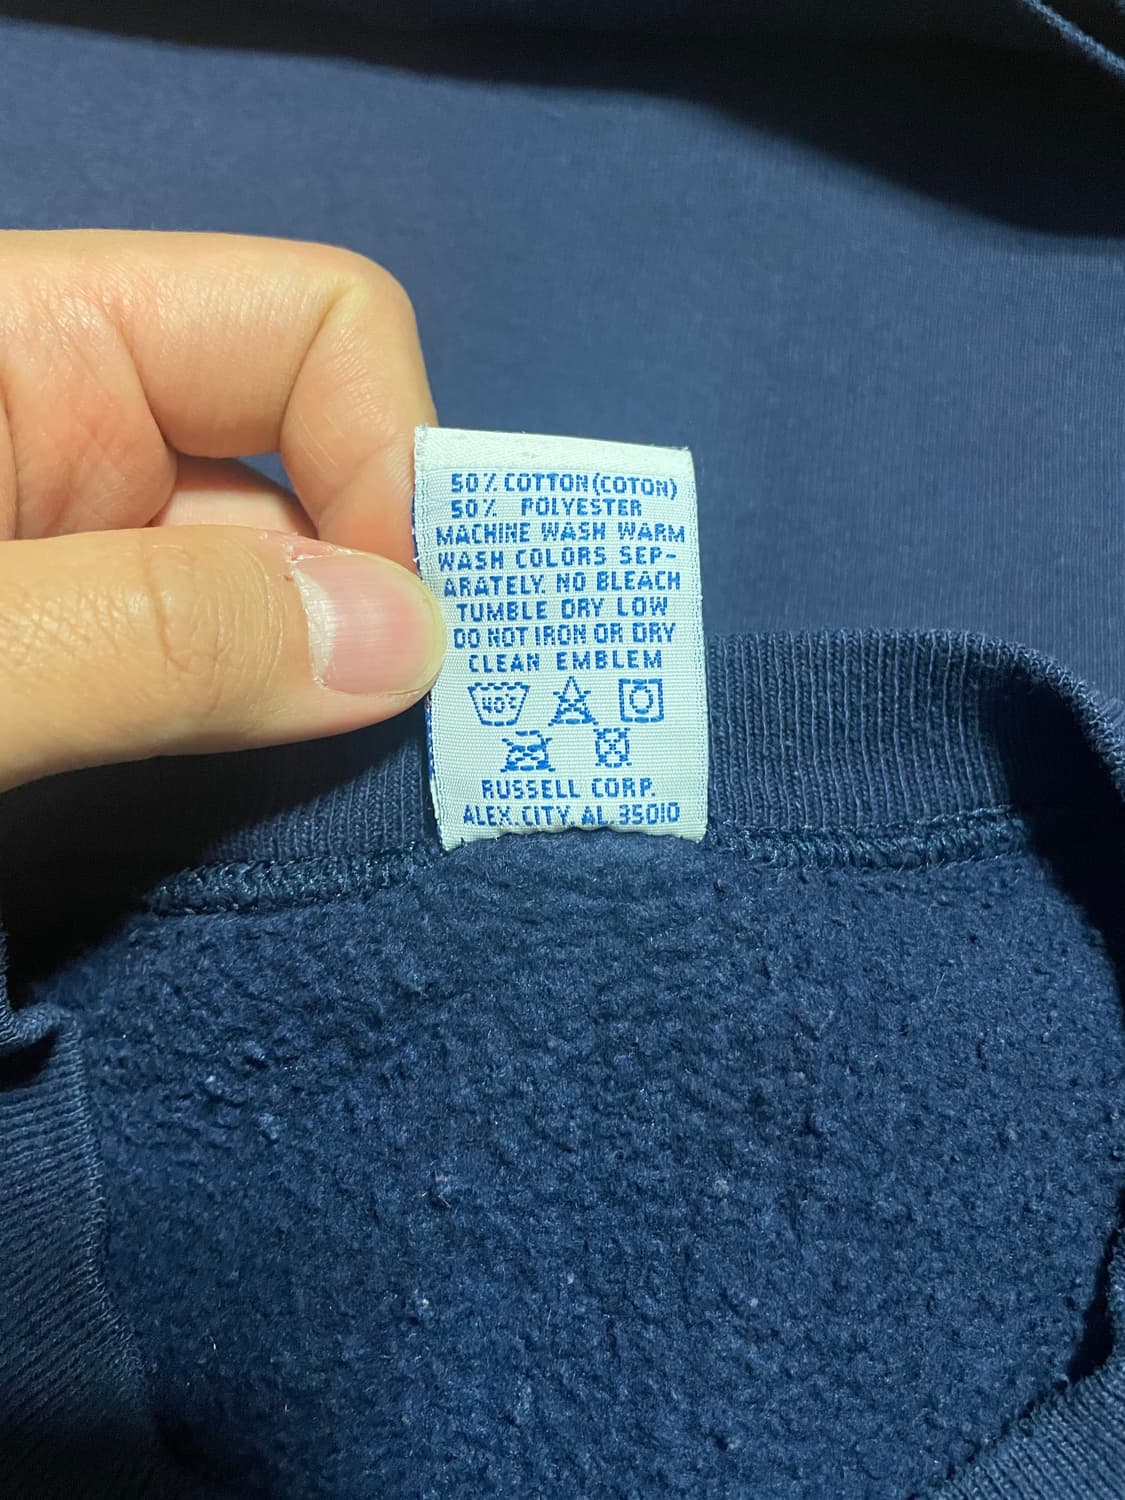 50% COTTON (COTON)
50% POLYESTER
MACHINE WASH WARM
WASH COLORS SEP-
ARATELY. NO BLEACH
TUMBLE DRY LOW
DO NOT IRON OR DRY
CLEAN EMBLEM
40°C
RUSSELL CORP.
ALEX. CITY, AL. 35010